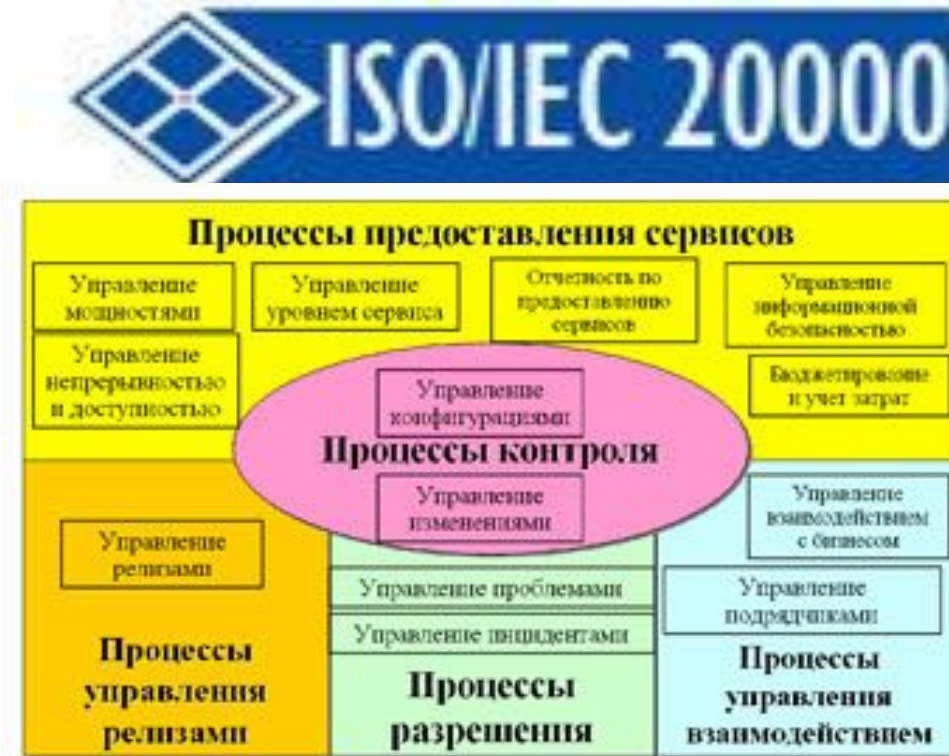 ISO/IEC 20000
Процессы предоставления сервисов
Управление
мощностями
Управление
уровнем сервиса
Отчетность по
предоставлению
сервисов
Управление
информационной
безопасностью
Управление
непрерывностью
и доступностью
Бюджетирование
и учет затрат
Управление
конфигурациями
Процессы контроля
Управление
изменениями
Управление
релизами
Процессы
управления
релизами
Управление проблемами
Управление инцидентами
Процессы
разрешения
Управление
взаимодействием
с бизнесом
Управление
подрядчиками
Процессы
управления
взаимодействием